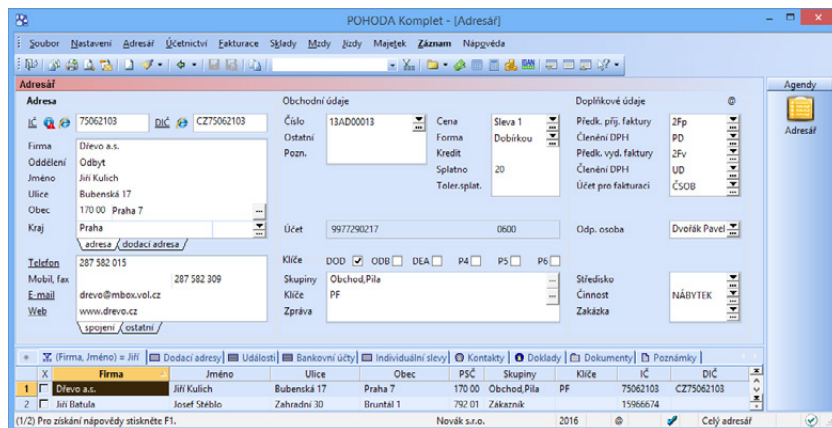 POHODA Komplet - [Adresář]
Soubor Nastavení Adresář Účetnictví Fakturace Sklady Mzdy Jízdy Majetek Záznam Nápověda
Adresář
Agendy
Adresa Obchodní údaje Doplňkové údaje @
IČ 75062103 DIČ CZ75062103 Číslo 13AD00013 Cena Sleva 1 Předk. přij. faktury 2Fp
Adresář
Firma Dřevo a.s. Ostatní Forma Dobírkou Členění DPH PD
Oddělení Odbyt Pozn. Kredit Předk. vyd. faktury 2Fv
Jméno Jiří Kulich Splatno 20 Členění DPH UD
Ulice Bubenská 17 Toler.splat. Účet pro fakturaci ČSOB
Obec 170 00 Praha 7
Kraj Praha Účet 9977290217 0600 Odp. osoba Dvořák Pavel
adresa dodací adresa
Telefon 287 582 015 Klíče DOD ODB DEA P4 P5 P6
Mobil, fax 287 582 309 Skupiny Obchod,Pila Středisko
E-mail drevo@mbox.vol.cz Klíče PF Činnost NÁBYTEK
Web www.drevo.cz Zpráva Zakázka
spojení ostatní
(Firma, Jméno) = Jiří Dodací adresy Události Bankovní účty Individuální slevy Kontakty Doklady Dokumenty Poznámky
X Firma Jméno Ulice Obec PSČ Skupiny Klíče IČ DIČ
1 Dřevo a.s. Jiří Kulich Bubenská 17 Praha 7 170 00 Obchod,Pila PF 75062103 CZ75062103
2 Jiří Batula Josef Stéblo Zahradní 30 Bruntál 1 792 01 Zákazník 15966674
(1/2) Pro získání nápovědy stiskněte F1. Novák s.r.o. 2016 @ Celý adresář